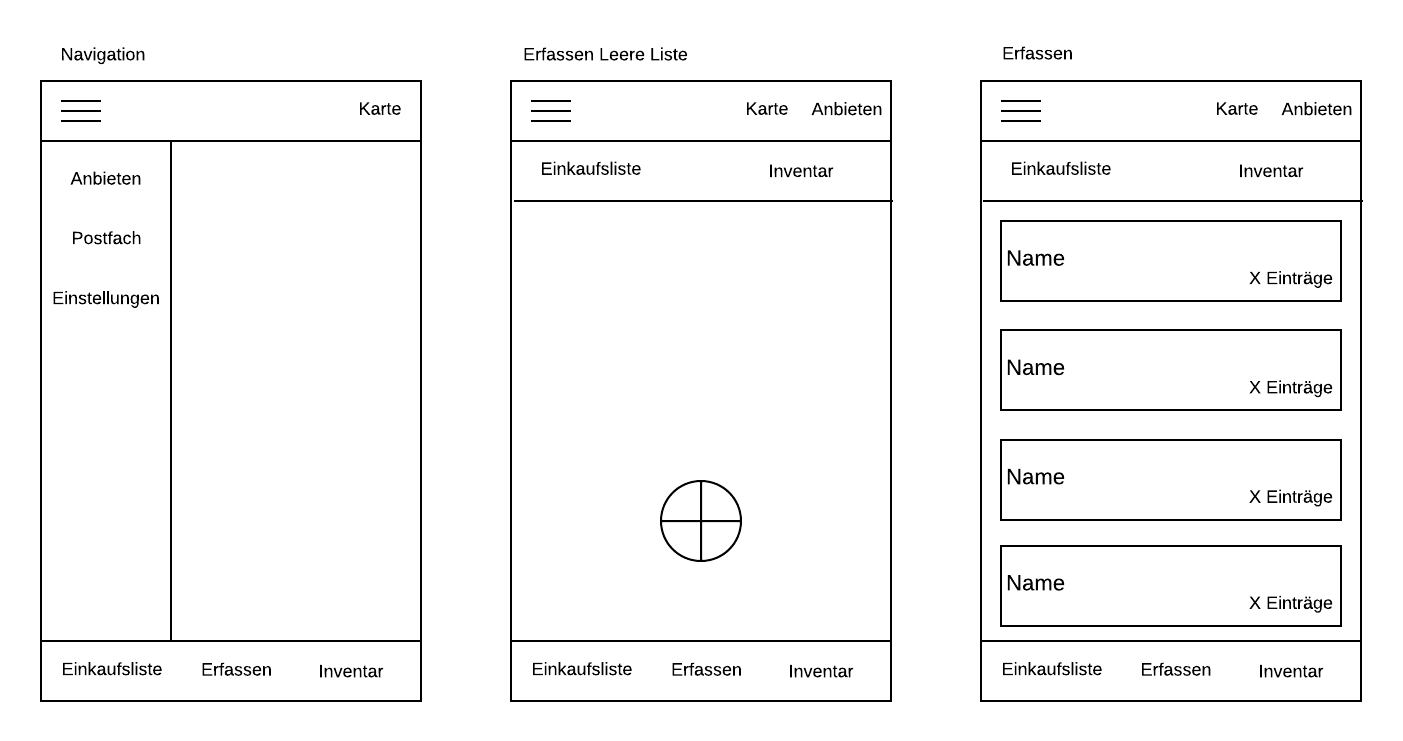 Navigation
Karte
Anbieten
Postfach
Einstellungen
Einkaufsliste Erfassen Inventar
Erfassen Leere Liste
Karte Anbieten
Einkaufsliste Inventar
Einkaufsliste Erfassen Inventar
Erfassen
Karte Anbieten
Einkaufsliste Inventar
Name
X Einträge
Name
X Einträge
Name
X Einträge
Name
X Einträge
Einkaufsliste Erfassen Inventar